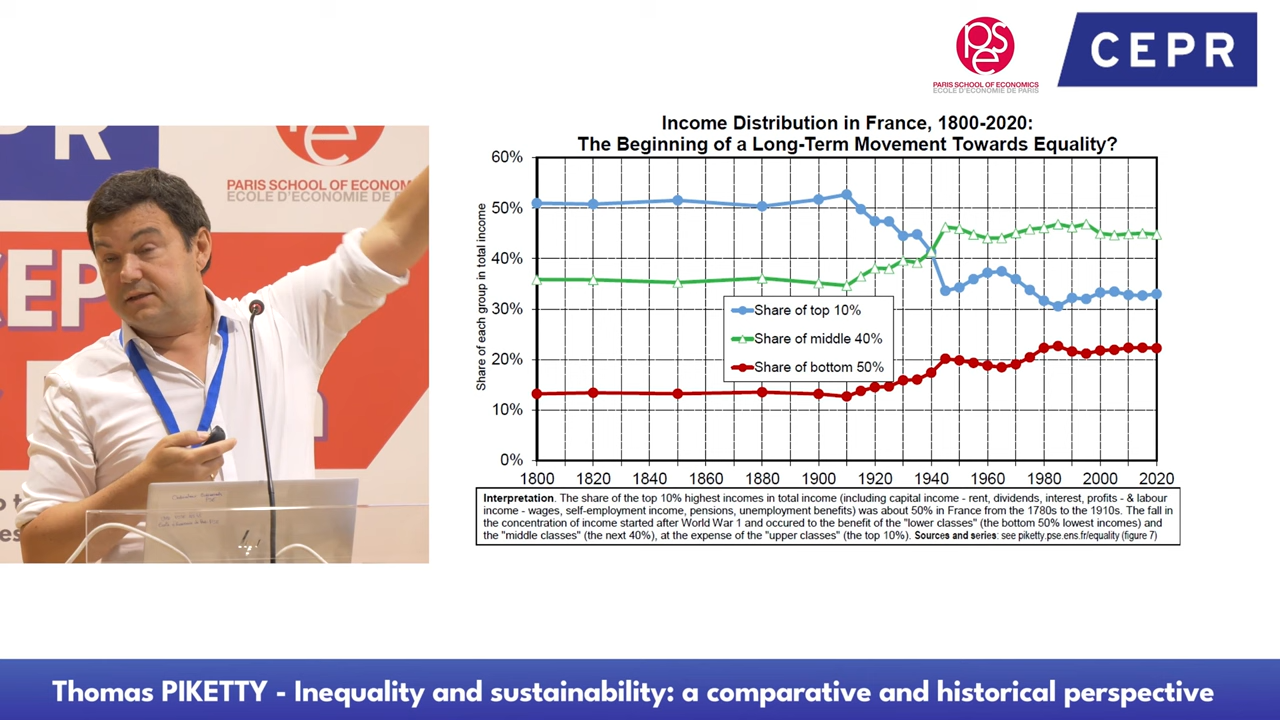 PSE
PARIS SCHOOL OF ECONOMICS
ECOLE D'ECONOMIE DE PARIS
CEPR
P R
PARIS SCHOOL OF ECONOM
ECOLE D'ECONOMIE DE P
CEP
Income Distribution in France, 1800-2020:
The Beginning of a Long-Term Movement Towards Equality?
Share of each group in total income
60%
50%
40%
30%
20%
10%
0%
Share of top 10%
Share of middle 40%
Share of bottom 50%
1800 1820 1840 1860 1880 1900 1920 1940 1960 1980 2000 2020
Interpretation. The share of the top 10% highest incomes in total income (including capital income - rent, dividends, interest, profits - & labour
income - wages, self-employment income, pensions, unemployment benefits) was about 50% in France from the 1780s to the 1910s. The fall in
the concentration of income started after World War 1 and occured to the benefit of the "lower classes" (the bottom 50% lowest incomes) and
the "middle classes" (the next 40%), at the expense of the "upper classes" (the top 10%). Sources and series: see piketty.pse.ens.fr/equality (figure 7)
Thomas PIKETTY - Inequality and sustainability: a comparative and historical perspective